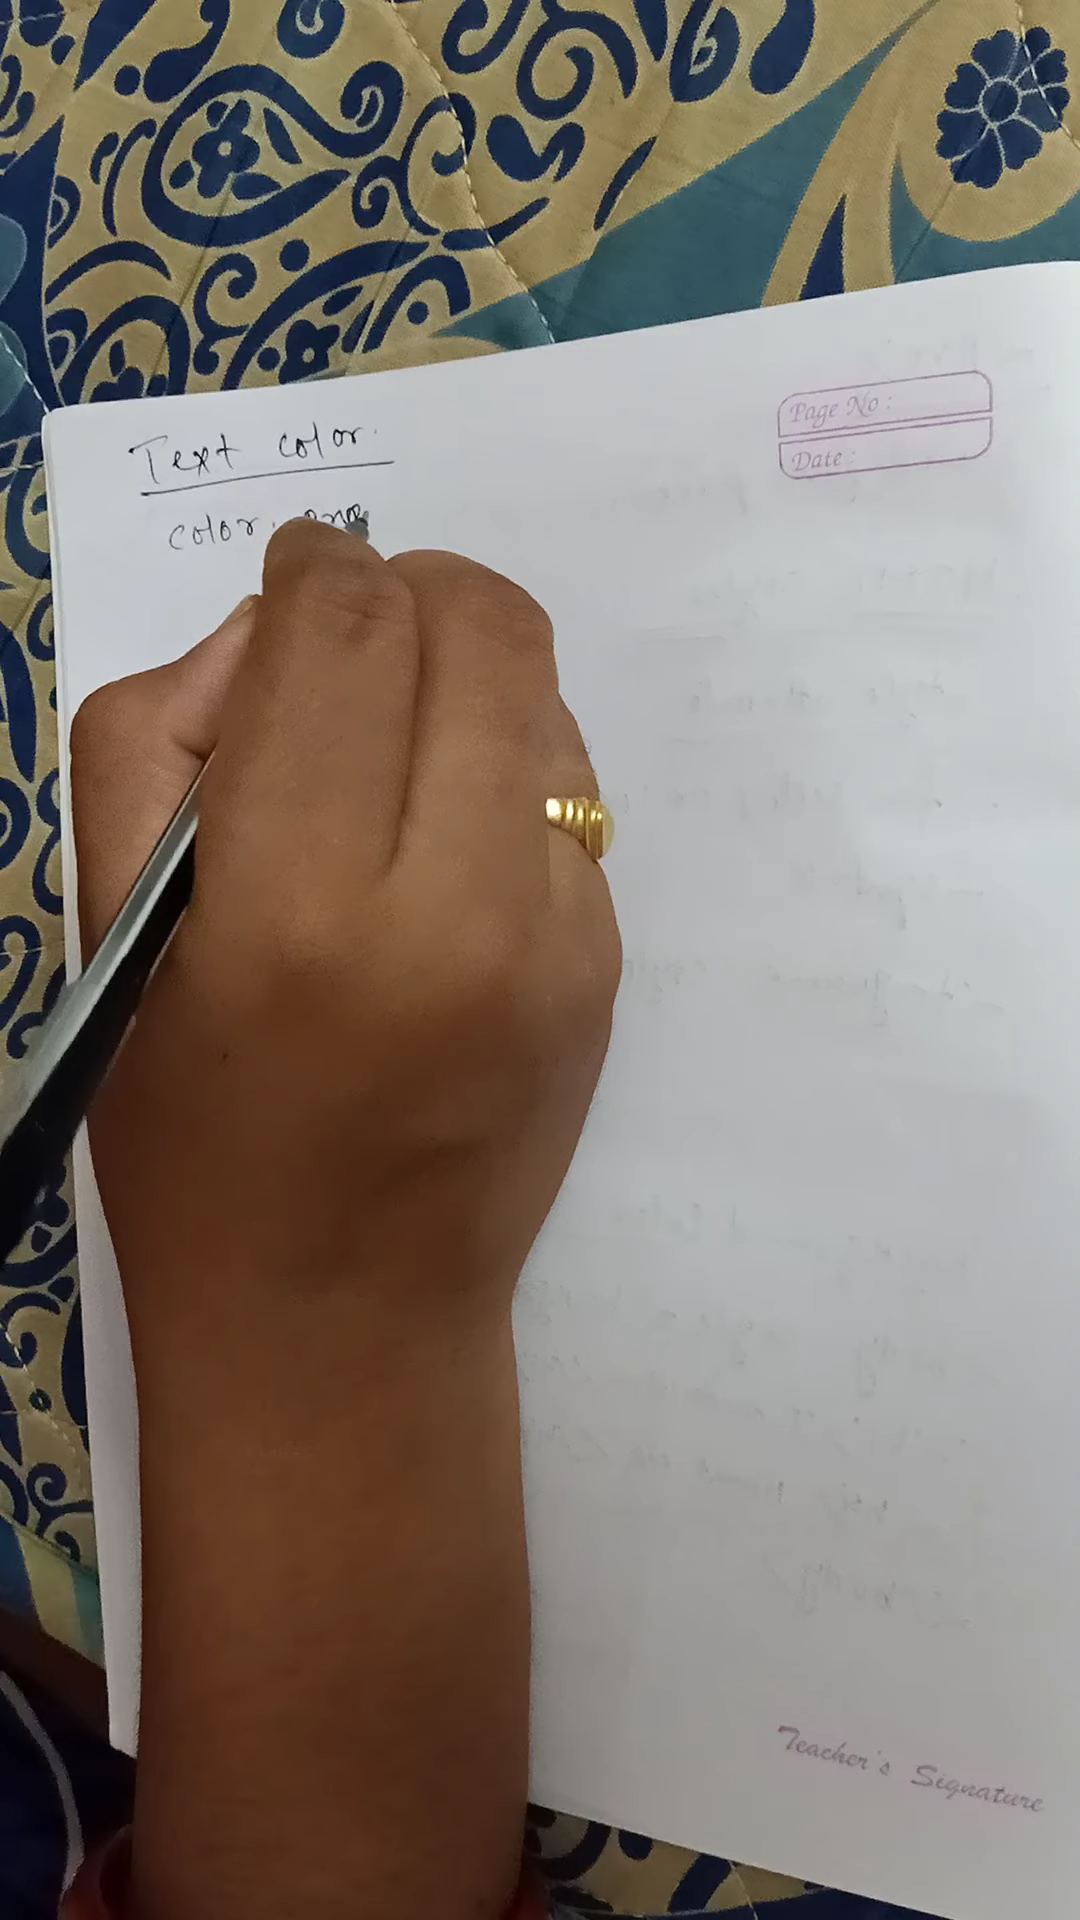 Text color.
Page No :
Date :
color.
Teacher's Signature